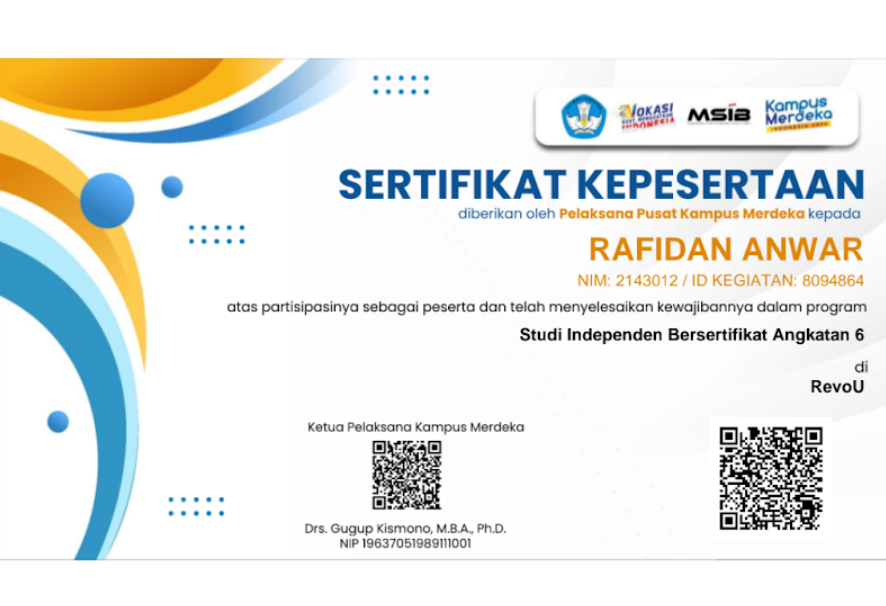 VOKASI
KUAT, MENGUATKAN
INDONESIA
MSIB
Kampus
Merdeka
INDONESIA JAYA
SERTIFIKAT KEPESERTAAN
diberikan oleh Pelaksana Pusat Kampus Merdeka kepada
RAFIDAN ANWAR
NIM: 2143012 / ID KEGIATAN: 8094864
atas partisipasinya sebagai peserta dan telah menyelesaikan kewajibannya dalam program
Studi Independen Bersertifikat Angkatan 6
di
RevoU
Ketua Pelaksana Kampus Merdeka
Drs. Gugup Kismono, M.B.A., Ph.D.
NIP 19637051989111001